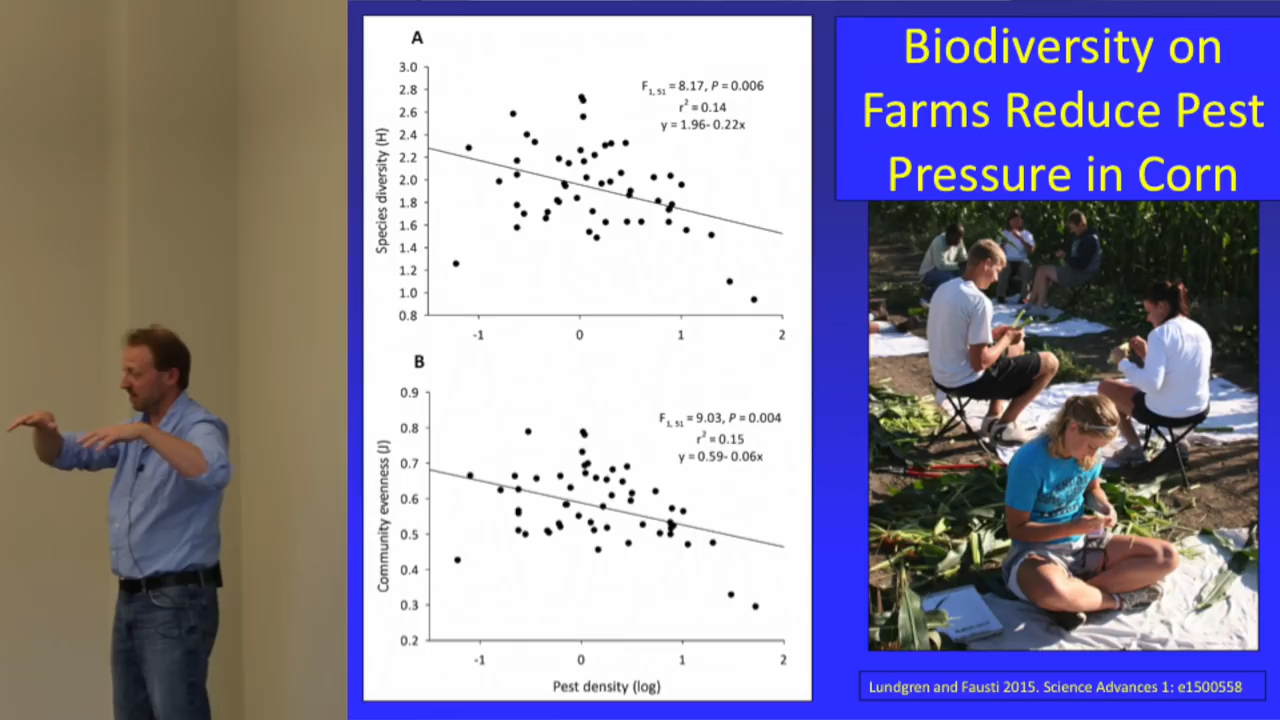 Biodiversity on
Farms Reduce Pest
Pressure in Corn
A
F1, 51 = 8.17, P = 0.006
r² = 0.14
y = 1.96- 0.22x
Species diversity (H)
3.0
2.8
2.6
2.4
2.2
2.0
1.8
1.6
1.4
1.2
1.0
0.8
-1
0
1
2
B
F1, 51 = 9.03, P = 0.004
r² = 0.15
y = 0.59- 0.06x
Community evenness (J)
0.9
0.8
0.7
0.6
0.5
0.4
0.3
0.2
-1
0
1
2
Pest density (log)
Lundgren and Fausti 2015. Science Advances 1: e1500558